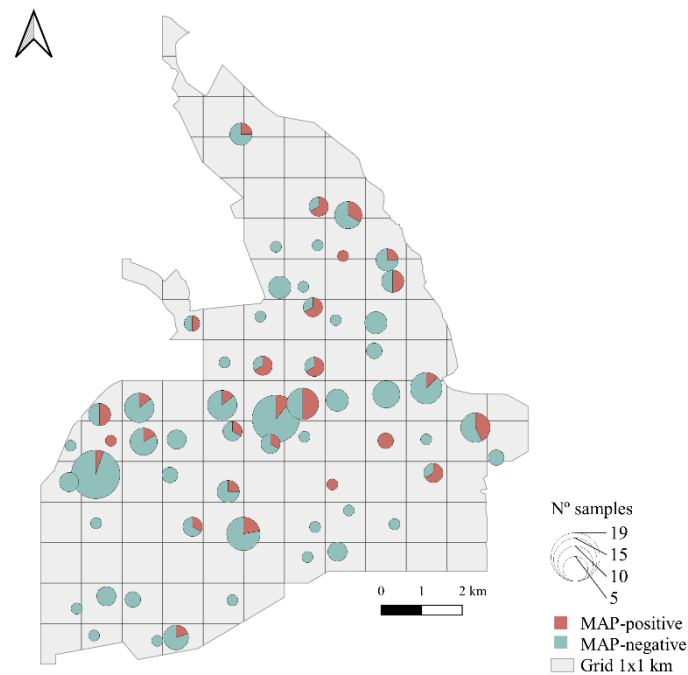 0 1 2 km
Nº samples
19
15
10
5
MAP-positive
MAP-negative
Grid 1x1 km